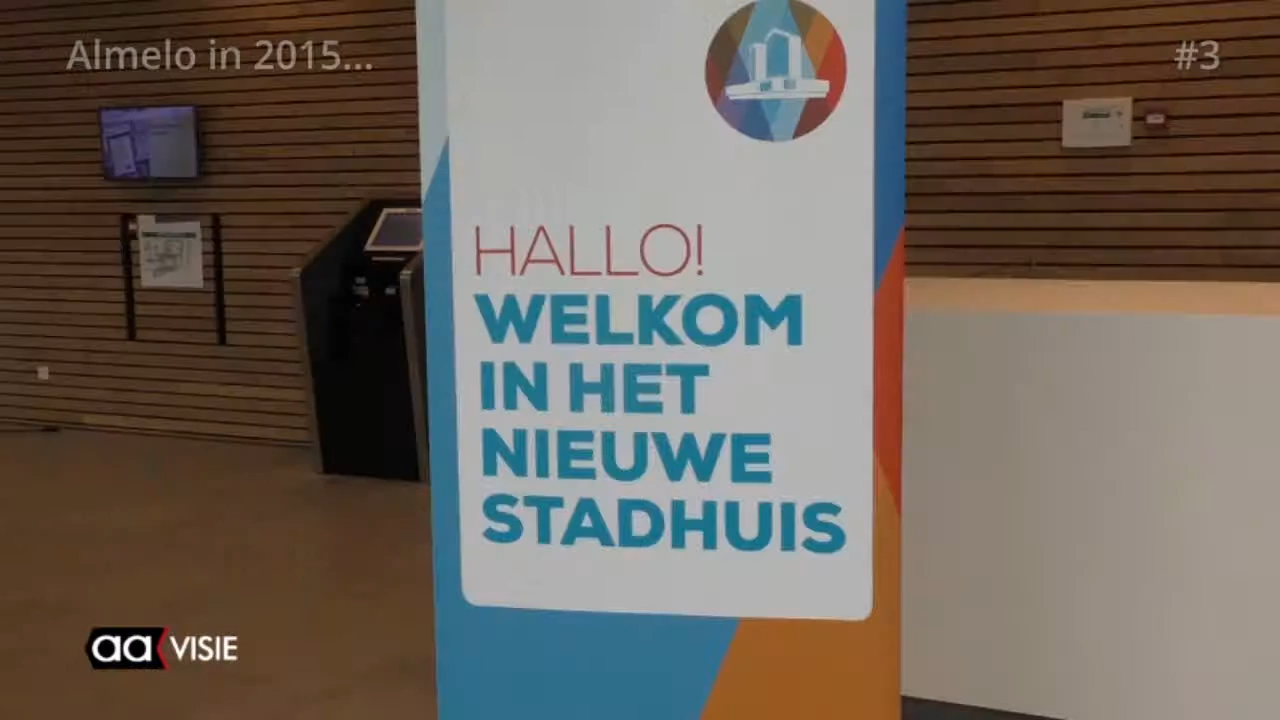 Almelo in 2015...
#3
HALLO!
WELKOM
IN HET
NIEUWE
STADHUIS
aa VISIE